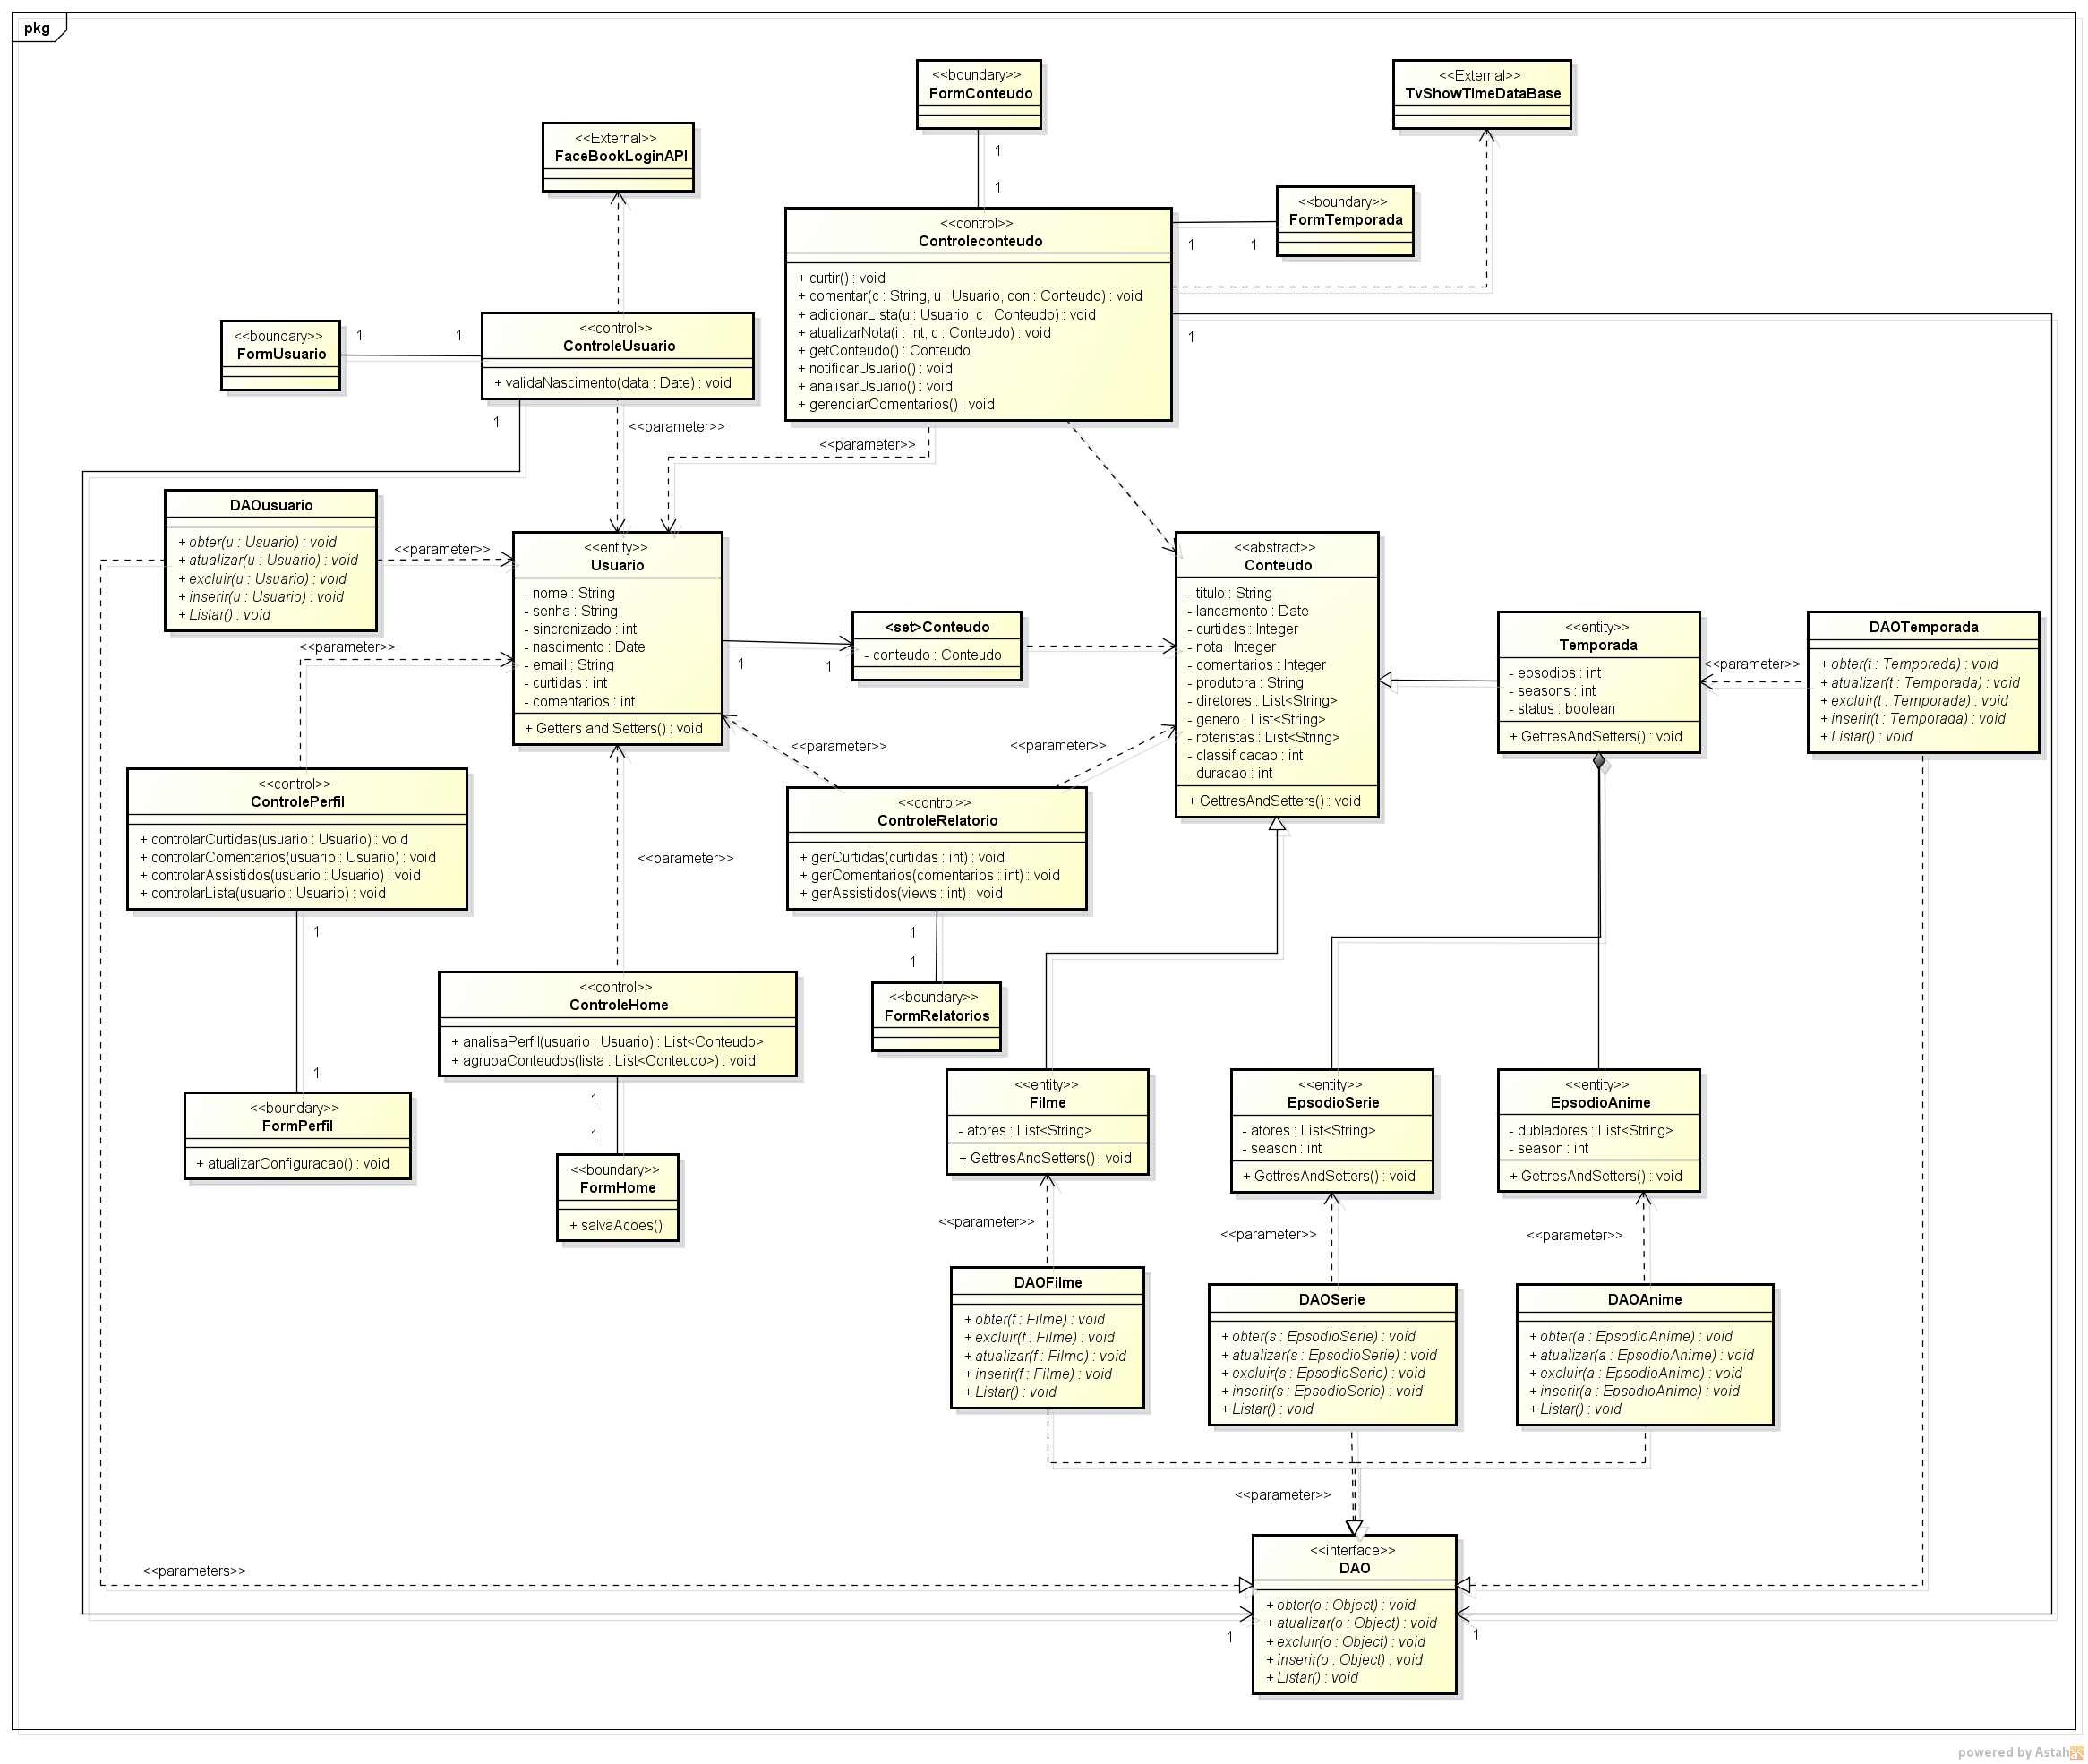 pkg
<<boundary>>
FormConteudo
<<External>>
TvShowTimeDataBase
<<External>>
FaceBookLoginAPI
1
1
<<boundary>>
FormTemporada
1
1
<<control>>
Controleconteudo
+ curtir() : void
+ comentar(c : String, u : Usuario, con : Conteudo) : void
+ adicionarLista(u : Usuario, c : Conteudo) : void
+ atualizarNota(i : int, c : Conteudo) : void
+ getConteudo() : Conteudo
+ notificarUsuario() : void
+ analisarUsuario() : void
+ gerenciarComentarios() : void
1
<<boundary>>
FormUsuario
1
1
<<control>>
ControleUsuario
+ validaNascimento(data : Date) : void
1
<<parameter>>
<<parameter>>
DAOusuario
+ obter(u : Usuario) : void
+ atualizar(u : Usuario) : void
+ excluir(u : Usuario) : void
+ inserir(u : Usuario) : void
+ Listar() : void
<<parameter>>
<<parameter>>
<<entity>>
Usuario
- nome : String
- senha : String
- sincronizado : int
- nascimento : Date
- email : String
- curtidas : int
- comentarios : int
+ Getters and Setters() : void
1
1
<set>Conteudo
- conteudo : Conteudo
<<abstract>>
Conteudo
- titulo : String
- lancamento : Date
- curtidas : Integer
- nota : Integer
- comentarios : Integer
- produtora : String
- diretores : List<String>
- genero : List<String>
- roteristas : List<String>
- classificacao : int
- duracao : int
+ GettresAndSetters() : void
<<entity>>
Temporada
- epsodios : int
- seasons : int
- status : boolean
+ GettresAndSetters() : void
<<parameter>>
DAOTemporada
+ obter(t : Temporada) : void
+ atualizar(t : Temporada) : void
+ excluir(t : Temporada) : void
+ inserir(t : Temporada) : void
+ Listar() : void
<<parameter>>
<<parameter>>
<<control>>
ControlePerfil
+ controlarCurtidas(usuario : Usuario) : void
+ controlarComentarios(usuario : Usuario) : void
+ controlarAssistidos(usuario : Usuario) : void
+ controlarLista(usuario : Usuario) : void
1
1
<<parameter>>
<<control>>
ControleRelatorio
+ gerCurtidas(curtidas : int) : void
+ gerComentarios(comentarios : int) : void
+ gerAssistidos(views : int) : void
1
1
<<control>>
ControleHome
+ analisaPerfil(usuario : Usuario) : List<Conteudo>
+ agrupaConteudos(lista : List<Conteudo>) : void
1
1
<<boundary>>
FormRelatorios
<<boundary>>
FormPerfil
+ atualizarConfiguracao() : void
<<boundary>>
FormHome
+ salvaAcoes()
<<entity>>
Filme
- atores : List<String>
+ GettresAndSetters() : void
<<entity>>
EpsodioSerie
- atores : List<String>
- season : int
+ GettresAndSetters() : void
<<entity>>
EpsodioAnime
- dubladores : List<String>
- season : int
+ GettresAndSetters() : void
<<parameter>>
<<parameter>>
<<parameter>>
DAOFilme
+ obter(f : Filme) : void
+ excluir(f : Filme) : void
+ atualizar(f : Filme) : void
+ inserir(f : Filme) : void
+ Listar() : void
DAOSerie
+ obter(s : EpsodioSerie) : void
+ atualizar(s : EpsodioSerie) : void
+ excluir(s : EpsodioSerie) : void
+ inserir(s : EpsodioSerie) : void
+ Listar() : void
DAOAnime
+ obter(a : EpsodioAnime) : void
+ atualizar(a : EpsodioAnime) : void
+ excluir(a : EpsodioAnime) : void
+ inserir(a : EpsodioAnime) : void
+ Listar() : void
<<parameter>>
<<parameters>>
<<interface>>
DAO
+ obter(o : Object) : void
+ atualizar(o : Object) : void
+ excluir(o : Object) : void
+ inserir(o : Object) : void
+ Listar() : void
1
1
powered by Astah